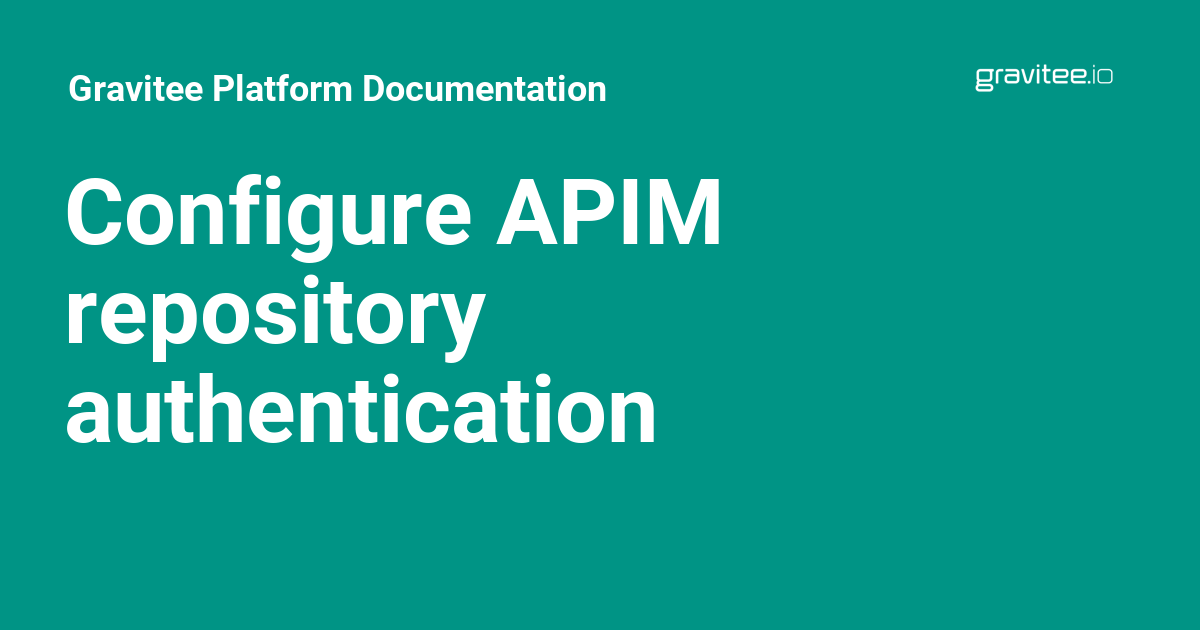 Gravitee Platform Documentation
gravitee.io
Configure APIM
repository
authentication